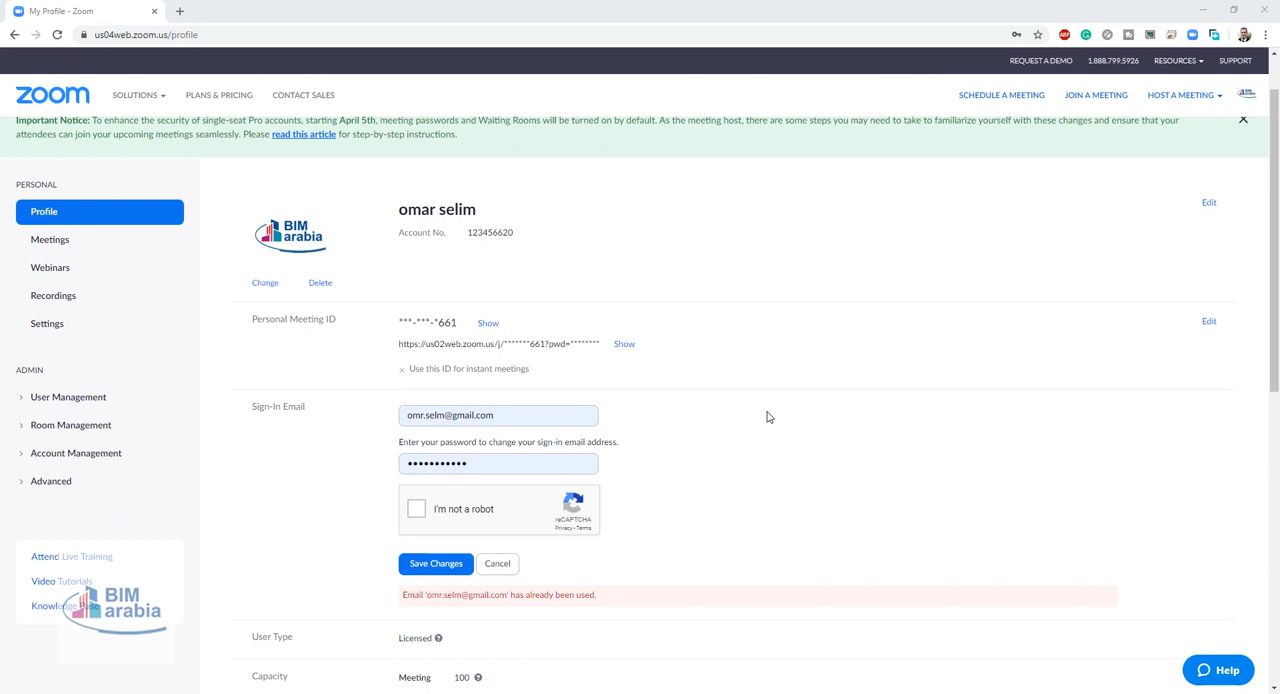 My Profile - Zoom
us04web.zoom.us/profile
ABP
REQUEST A DEMO 1.888.799.5926 RESOURCES SUPPORT
zoom SOLUTIONS PLANS & PRICING CONTACT SALES SCHEDULE A MEETING JOIN A MEETING HOST A MEETING
Important Notice: To enhance the security of single-seat Pro accounts, starting April 5th, meeting passwords and Waiting Rooms will be turned on by default. As the meeting host, there are some steps you may need to take to familiarize yourself with these changes and ensure that your
attendees can join your upcoming meetings seamlessly. Please read this article for step-by-step instructions.
PERSONAL
Profile
Meetings
Webinars
Recordings
Settings
ADMIN
User Management
Room Management
Account Management
Advanced
Attend Live Training
Video Tutorials
Knowledge Base
BIM
arabia
BIM
arabia
Change Delete
omar selim
Edit
Account No. 123456620
Personal Meeting ID ***-***-*661 Show
Edit
https://us02web.zoom.us/j/*******661?pwd=******** Show
× Use this ID for instant meetings
Sign-In Email
omr.selm@gmail.com
Enter your password to change your sign-in email address.
•••••••••••
I'm not a robot
reCAPTCHA
Privacy - Terms
Save Changes Cancel
Email 'omr.selm@gmail.com' has already been used.
User Type Licensed
Capacity Meeting 100
Help